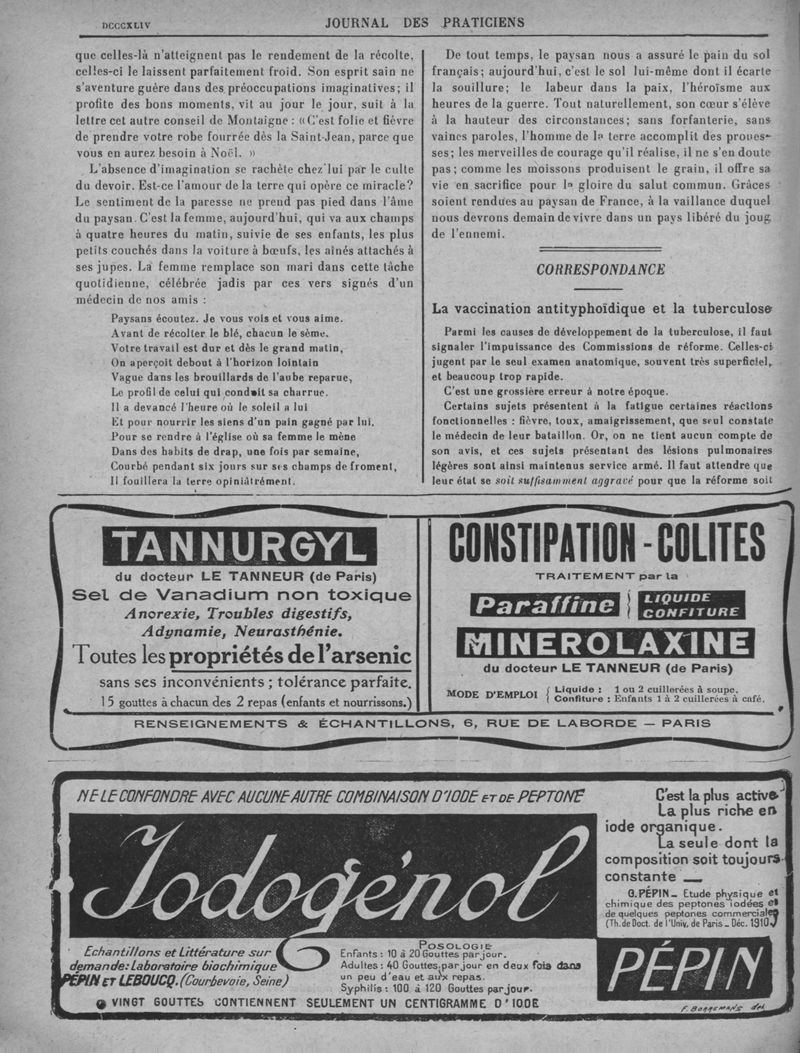 DCCCXLIV
JOURNAL DES PRATICIENS
que celles-là n'atteignent pas le rendement de la récolte,
celles-ci le laissent parfaitement froid. Son esprit sain ne
s'aventure guère dans des préoccupations imaginatives; il
profite des bons moments, vit au jour le jour, suit à la
lettre cet autre conseil de Montaigne : « C'est folie et fièvre
de prendre votre robe fourrée dès la Saint-Jean, parce que
vous en aurez besoin à Noël. »
L'absence d'imagination se rachète chez lui par le culte
du devoir. Est-ce l'amour de la terre qui opère ce miracle?
Le sentiment de la paresse ne prend pas pied dans l'âme
du paysan. C'est la femme, aujourd'hui, qui va aux champs
à quatre heures du matin, suivie de ses enfants, les plus
petits couchés dans la voiture à bœufs, les aînés attachés à
ses jupes. La femme remplace son mari dans cette tâche
quotidienne, célébrée jadis par ces vers signés d'un
médecin de nos amis :
Paysans écoutez. Je vous vois et vous aime.
Avant de récolter le blé, chacun le sème.
Votre travail est dur et dès le grand matin,
On aperçoit debout à l'horizon lointain
Vague dans les brouillards de l'aube reparue,
Le profil de celui qui conduit sa charrue.
Il a devancé l'heure où le soleil a lui
Et pour nourrir les siens d'un pain gagné par lui.
Pour se rendre à l'église où sa femme le mène
Dans des habits de drap, une fois par semaine,
Courbé pendant six jours sur ses champs de froment,
Il fouillera la terre opiniâtrément.
De tout temps, le paysan nous a assuré le pain du sol
français; aujourd'hui, c'est le sol lui-même dont il écarte
la souillure; le labeur dans la paix, l'héroïsme aux
heures de la guerre. Tout naturellement, son cœur s'élève
à la hauteur des circonstances; sans forfanterie, sans
vaines paroles, l'homme de la terre accomplit des proues-
ses; les merveilles de courage qu'il réalise, il ne s'en doute
pas; comme les moissons produisent le grain, il offre sa
vie en sacrifice pour la gloire du salut commun. Grâces
soient rendues au paysan de France, à la vaillance duquel
nous devrons demain de vivre dans un pays libéré du joug
de l'ennemi.
CORRESPONDANCE
La vaccination antityphoïdique et la tuberculose
Parmi les causes de développement de la tuberculose, il faut
signaler l'impuissance des Commissions de réforme. Celles-ci
jugent par le seul examen anatomique, souvent très superficiel,
et beaucoup trop rapide.
C'est une grossière erreur à notre époque.
Certains sujets présentent à la fatigue certaines réactions
fonctionnelles : fièvre, toux, amaigrissement, que seul constate
le médecin de leur bataillon. Or, on ne tient aucun compte de
son avis, et ces sujets présentant des lésions pulmonaires
légères sont ainsi maintenus service armé. Il faut attendre que
leur état se soit suffisamment aggravé pour que la réforme soit
TANNURGYL
du docteur LE TANNEUR (de Paris)
Sel de Vanadium non toxique
Anorexie, Troubles digestifs,
Adynamie, Neurasthénie.
Toutes les propriétés de l'arsenic
sans ses inconvénients ; tolérance parfaite.
15 gouttes à chacun des 2 repas (enfants et nourrissons.)
CONSTIPATION - COLITES
TRAITEMENT par la
Paraffine { LIQUIDE
CONFITURE
MINEROLAXINE
du docteur LE TANNEUR (de Paris)
MODE D'EMPLOI { Liquide : 1 ou 2 cuillerées à soupe.
Confiture : Enfants 1 à 2 cuillerées à café.
RENSEIGNEMENTS & ÉCHANTILLONS, 6, RUE DE LABORDE — PARIS
NE LE CONFONDRE AVEC AUCUNE AUTRE COMBINAISON D'IODE ET DE PEPTONE
Iodogénol
C'est la plus active
La plus riche en
iode organique.
La seule dont la
composition soit toujours
constante —
G. PÉPIN _ Etude physique et
chimique des peptones iodées et
de quelques peptones commerciales
(Th. de Doct. de l'Univ. de Paris _ Déc. 1910)
Echantillons et Littérature sur
demande: Laboratoire biochimique
PÉPIN ET LEBOUCQ. (Courbevoie, Seine)
POSOLOGIE
Enfants : 10 à 20 Gouttes par jour.
Adultes : 40 Gouttes, par jour en deux fois dans
un peu d'eau et aux repas.
Syphilis : 100 à 120 Gouttes par jour.
VINGT GOUTTES CONTIENNENT SEULEMENT UN CENTIGRAMME D'IODE
PÉPIN
F. BORREMANS del.